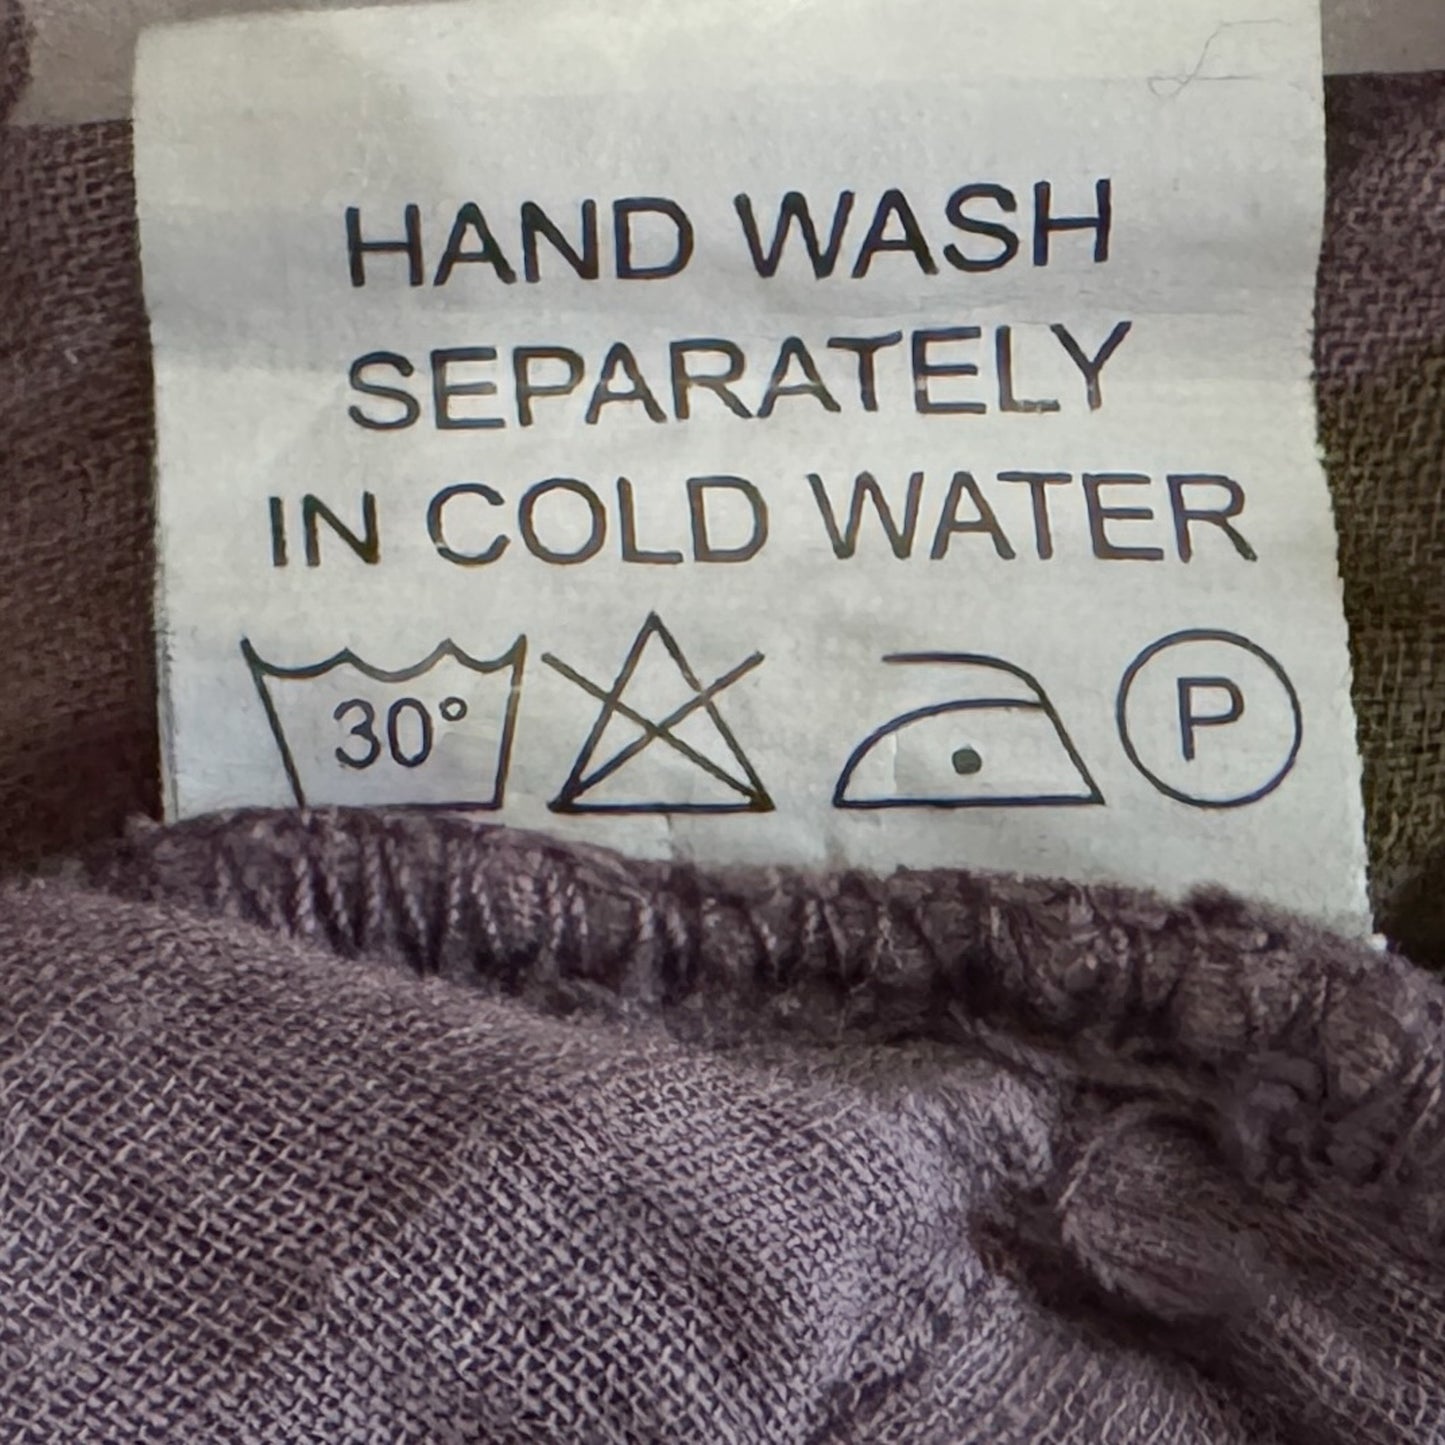 HAND WASH
SEPARATELY
IN COLD WATER
30° P